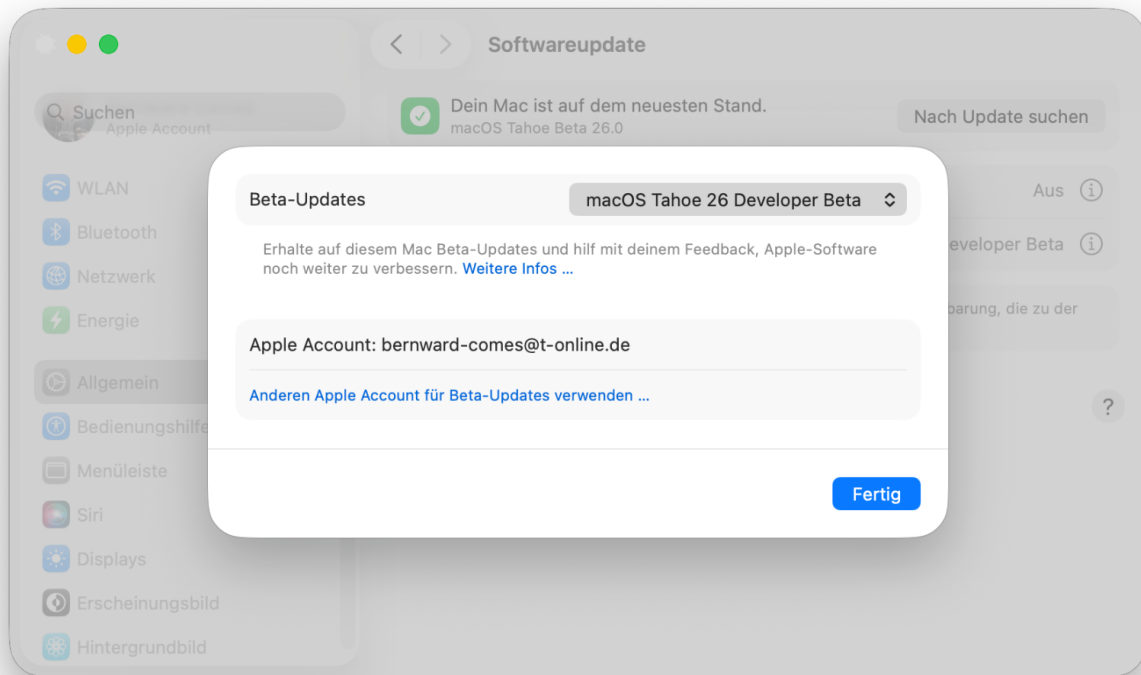 Softwareupdate
Suchen
Apple Account
Dein Mac ist auf dem neuesten Stand.
macOS Tahoe Beta 26.0
Nach Update suchen
WLAN
Bluetooth
Netzwerk
Energie
Allgemein
Bedienungshilfe
Menüleiste
Siri
Displays
Erscheinungsbild
Hintergrundbild
Aus
eveloper Beta
barung, die zu der
?
Beta-Updates
macOS Tahoe 26 Developer Beta
Erhalte auf diesem Mac Beta-Updates und hilf mit deinem Feedback, Apple-Software
noch weiter zu verbessern. Weitere Infos ...
Apple Account: bernward-comes@t-online.de
Anderen Apple Account für Beta-Updates verwenden ...
Fertig